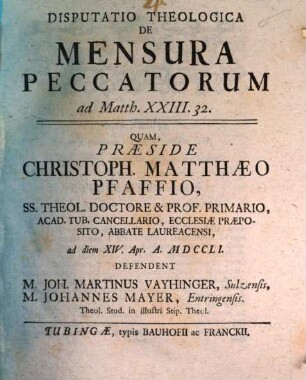 DISPUTATIO THEOLOGICA
DE
MENSURA
PECCATORUM
ad Matth. XXIII. 32.
QUAM,
PRÆSIDE
CHRISTOPH. MATTHÆO
PFAFFIO,
SS. THEOL. DOCTORE & PROF. PRIMARIO,
ACAD. TUB. CANCELLARIO, ECCLESIÆ PRÆPO-
SITO, ABBATE LAUREACENSI,
ad diem XIV. Apr. A. MDCCLI.
DEFENDENT
M. JOH. MARTINUS VAYHINGER, Sulzensis,
M. JOHANNES MAYER, Entringensis.
Theol. Stud. in illustri Stip. Theol.
TUBINGÆ, typis BAUHOFII ac FRANCKII.